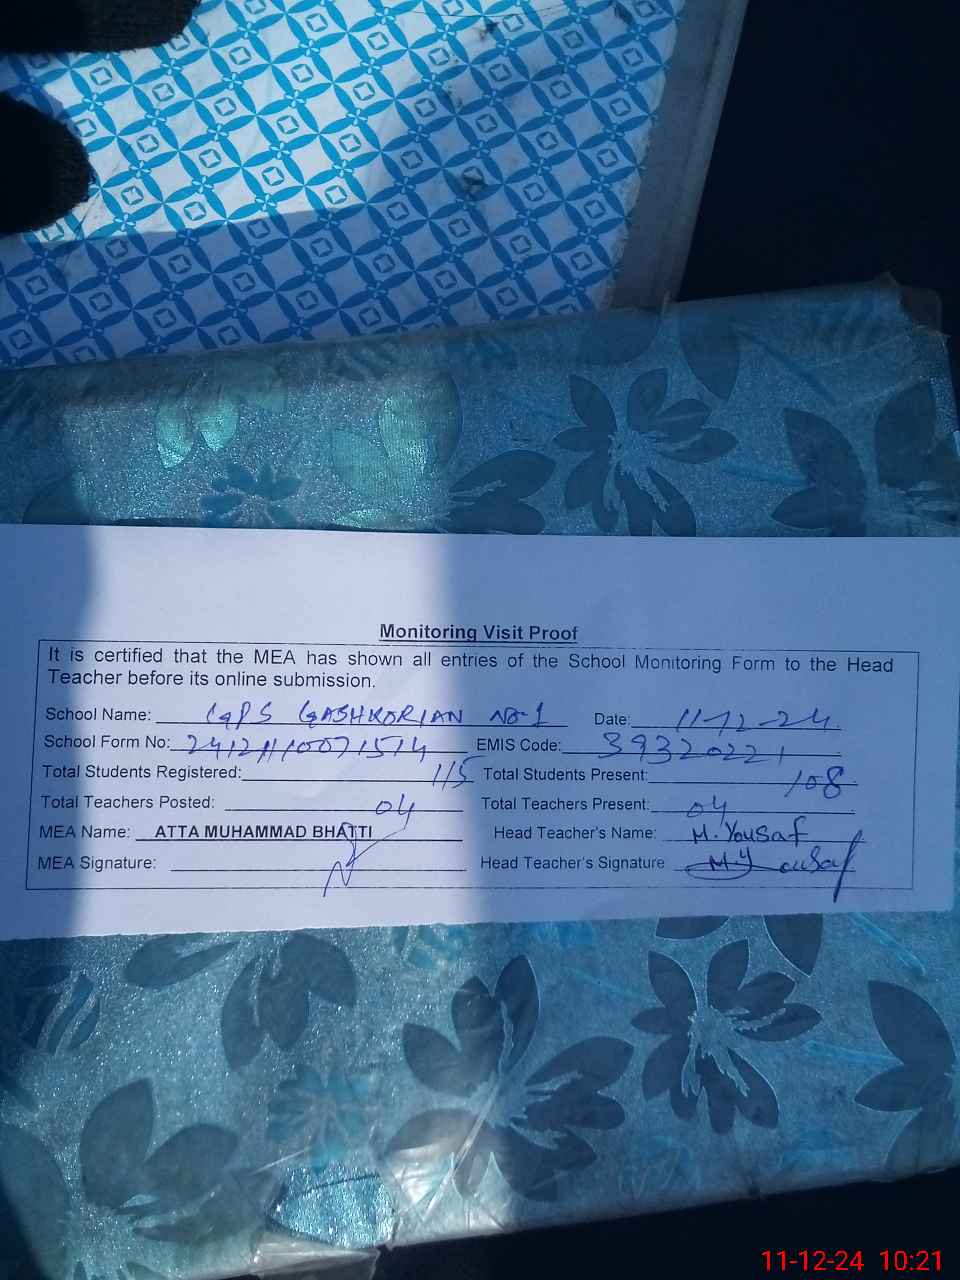 Monitoring Visit Proof
It is certified that the MEA has shown all entries of the School Monitoring Form to the Head
Teacher before its online submission.
School Name: GPS GASHKORIAN NO-1 Date: 11-12-24.
School Form No: 24121110071514 EMIS Code: 39320221
Total Students Registered: 115 Total Students Present: 108
Total Teachers Posted: 04 Total Teachers Present: 04
MEA Name: ATTA MUHAMMAD BHATTI Head Teacher's Name: M. Yousaf
MEA Signature: Head Teacher's Signature: M. Yousaf
11-12-24 10:21